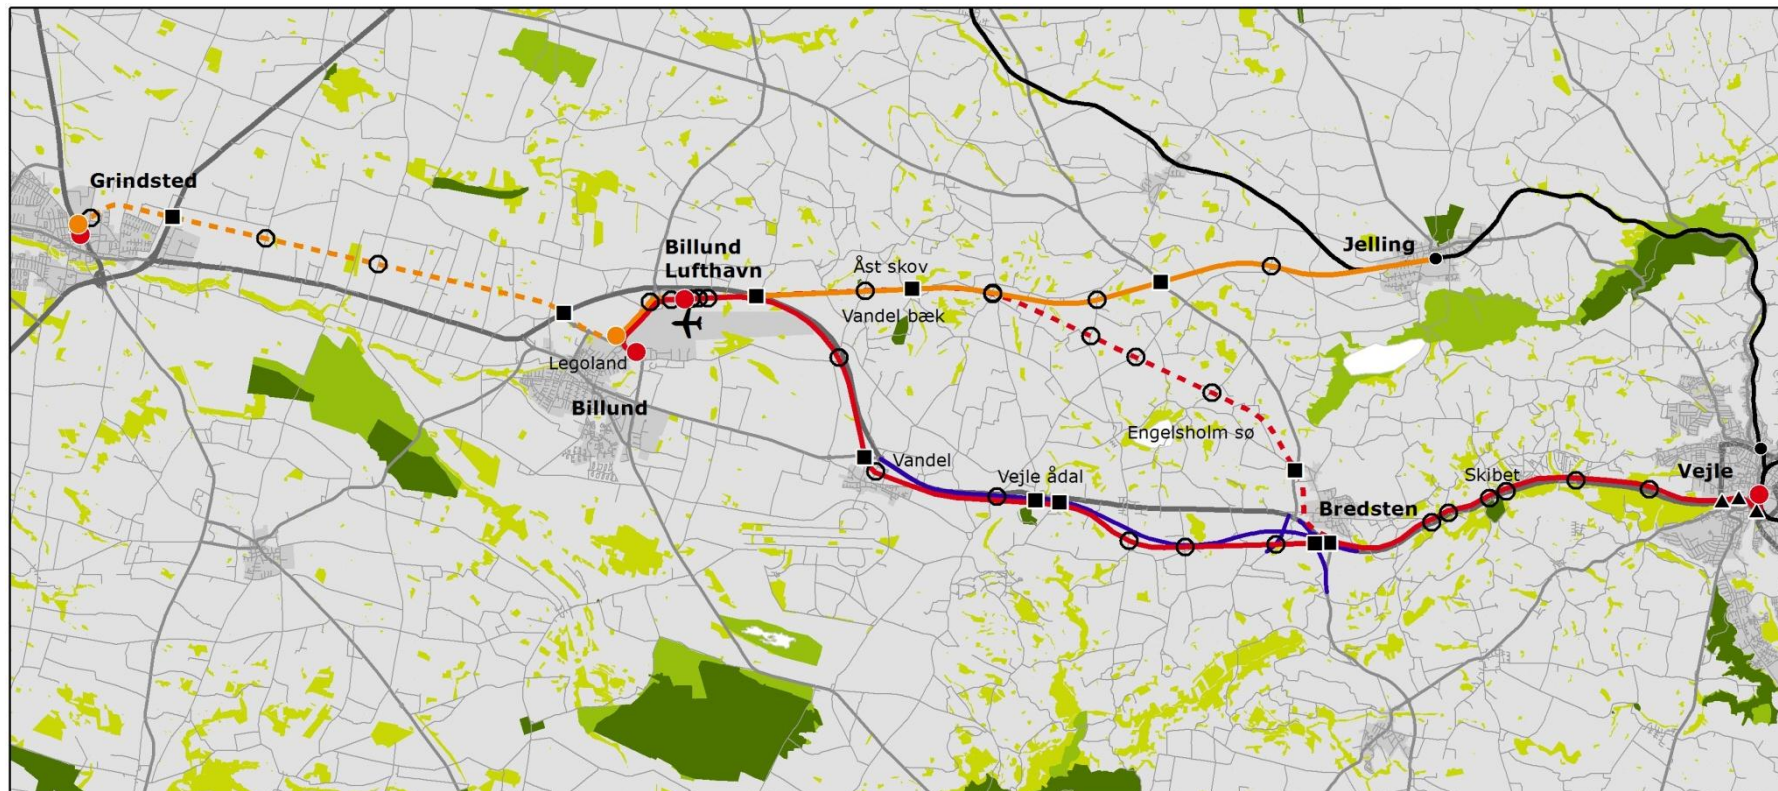 Grindsted
Billund
Lufthavn
Jelling
Åst skov
Vandel bæk
Legoland
Billund
Engelsholm sø
Vandel
Vejle ådal
Skibet
Vejle
Bredsten